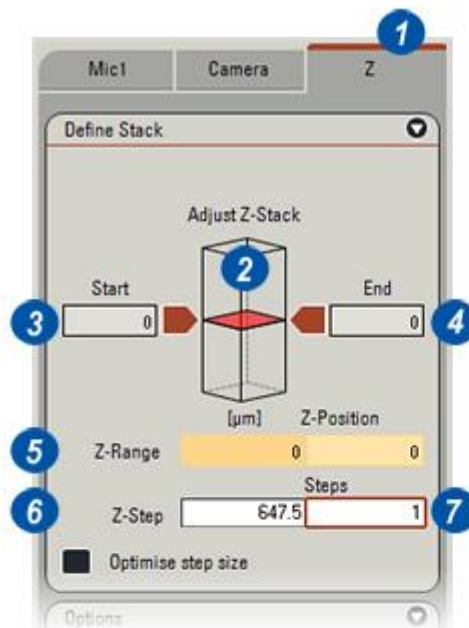 1
Mic1 Camera Z
Define Stack
Adjust Z-Stack
2
Start End
3 0 0 4
[µm] Z-Position
5 Z-Range 0 0
Steps
6 Z-Step 647.5 1 7
Optimise step size
Options